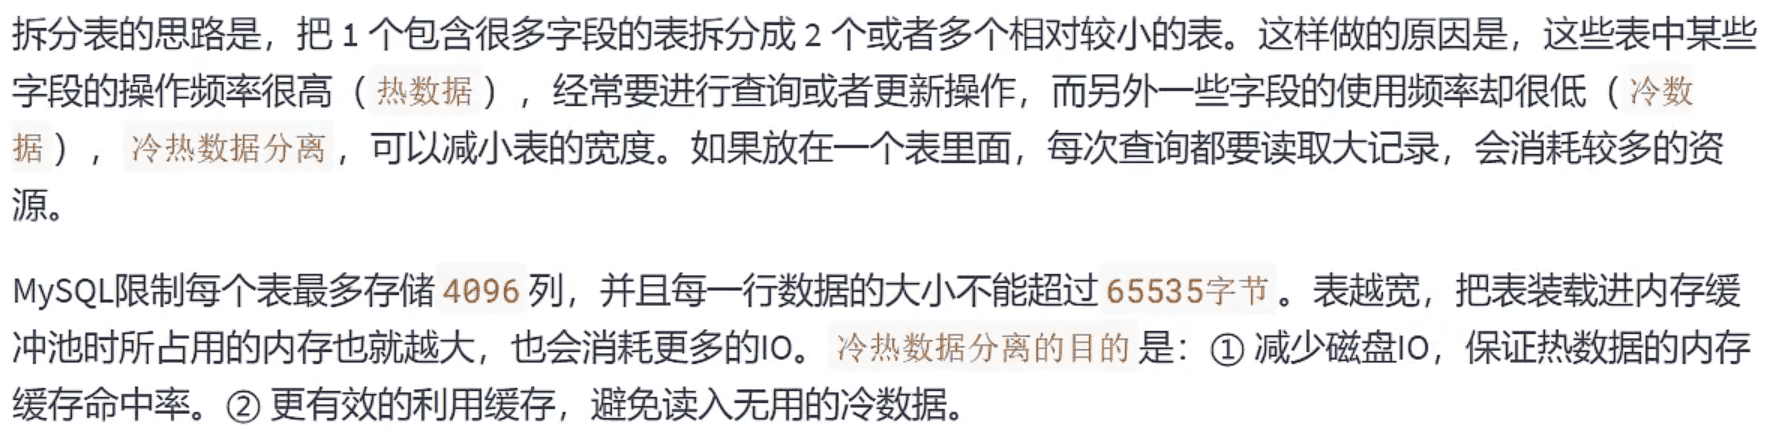 拆分表的思路是，把 1 个包含很多字段的表拆分成 2 个或者多个相对较小的表。这样做的原因是，这些表中某些
字段的操作频率很高（ 热数据 ），经常要进行查询或者更新操作，而另外一些字段的使用频率却很低（ 冷数
据 ）， 冷热数据分离 ，可以减小表的宽度。如果放在一个表里面，每次查询都要读取大记录，会消耗较多的资
源。
MySQL限制每个表最多存储 4096 列，并且每一行数据的大小不能超过 65535字节 。表越宽，把表装载进内存缓
冲池时所占用的内存也就越大，也会消耗更多的IO。 冷热数据分离的目的 是：① 减少磁盘IO，保证热数据的内存
缓存命中率。② 更有效的利用缓存，避免读入无用的冷数据。